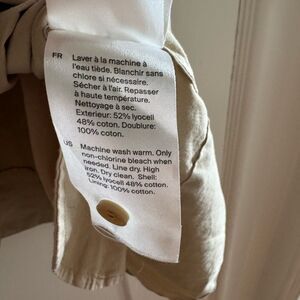 FR Laver à la machine à
l'eau tiède. Blanchir sans
chlore si nécessaire.
Sécher à l'air. Repasser
à haute température.
Nettoyage à sec.
Exterieur: 52% lyocell
48% coton. Doublure:
100% coton.
US Machine wash warm. Only
non-chlorine bleach when
needed. Line dry. High
iron. Dry clean. Shell:
52% lyocell 48% cotton.
Lining: 100% cotton.